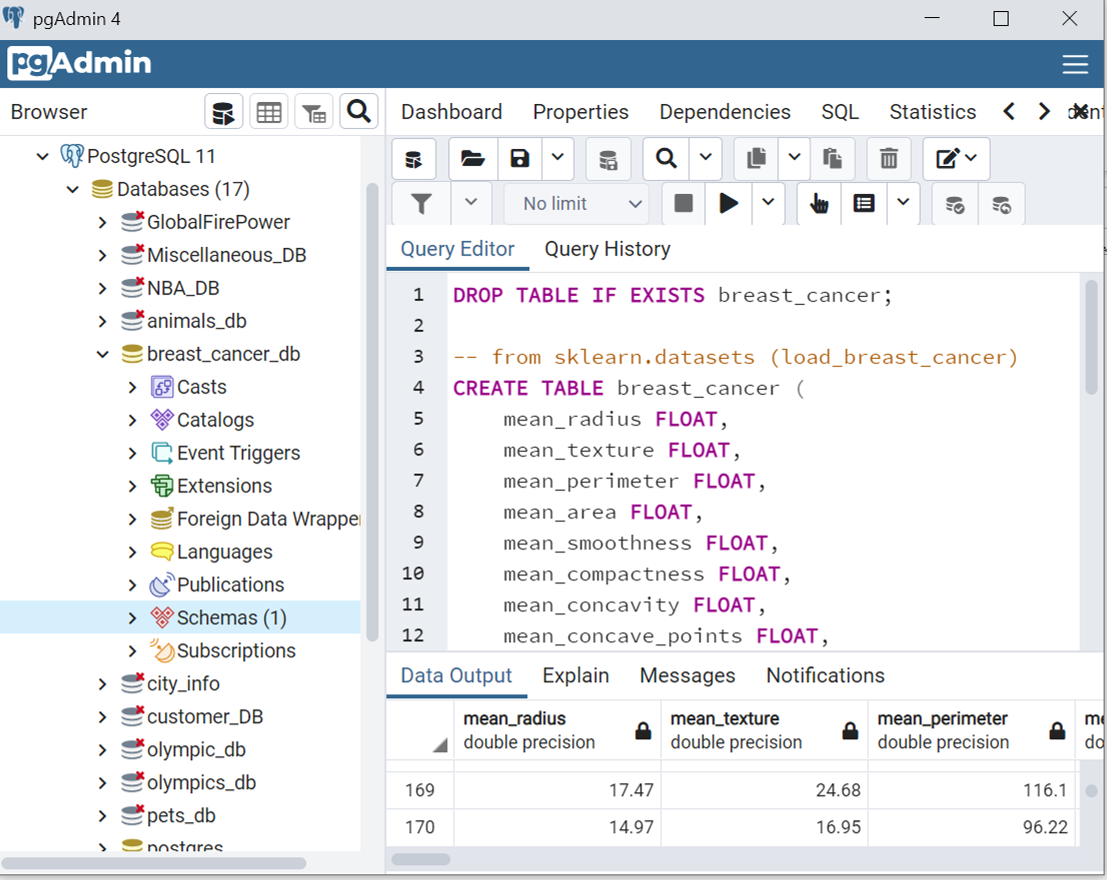 pgAdmin 4
pgAdmin
Browser
PostgreSQL 11
Databases (17)
GlobalFirePower
Miscellaneous_DB
NBA_DB
animals_db
breast_cancer_db
Casts
Catalogs
Event Triggers
Extensions
Foreign Data Wrapper
Languages
Publications
Schemas (1)
Subscriptions
city_info
customer_DB
olympic_db
olympics_db
pets_db
postgres
Dashboard Properties Dependencies SQL Statistics
No limit
Query Editor Query History
1 DROP TABLE IF EXISTS breast_cancer;
2
3 -- from sklearn.datasets (load_breast_cancer)
4 CREATE TABLE breast_cancer (
5 mean_radius FLOAT,
6 mean_texture FLOAT,
7 mean_perimeter FLOAT,
8 mean_area FLOAT,
9 mean_smoothness FLOAT,
10 mean_compactness FLOAT,
11 mean_concavity FLOAT,
12 mean_concave_points FLOAT,
Data Output Explain Messages Notifications
mean_radius mean_texture mean_perimeter
double precision double precision double precision
169 17.47 24.68 116.1
170 14.97 16.95 96.22